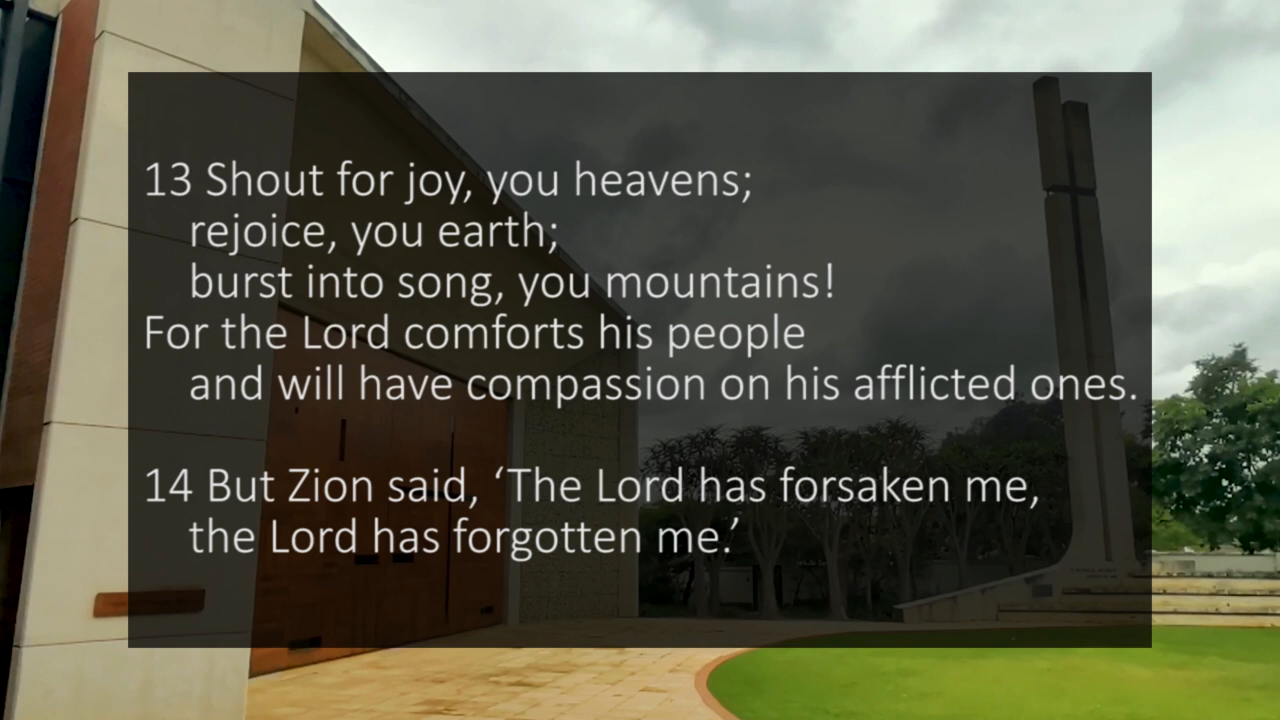 13 Shout for joy, you heavens;
rejoice, you earth;
burst into song, you mountains!
For the Lord comforts his people
and will have compassion on his afflicted ones.
14 But Zion said, ‘The Lord has forsaken me,
the Lord has forgotten me.’